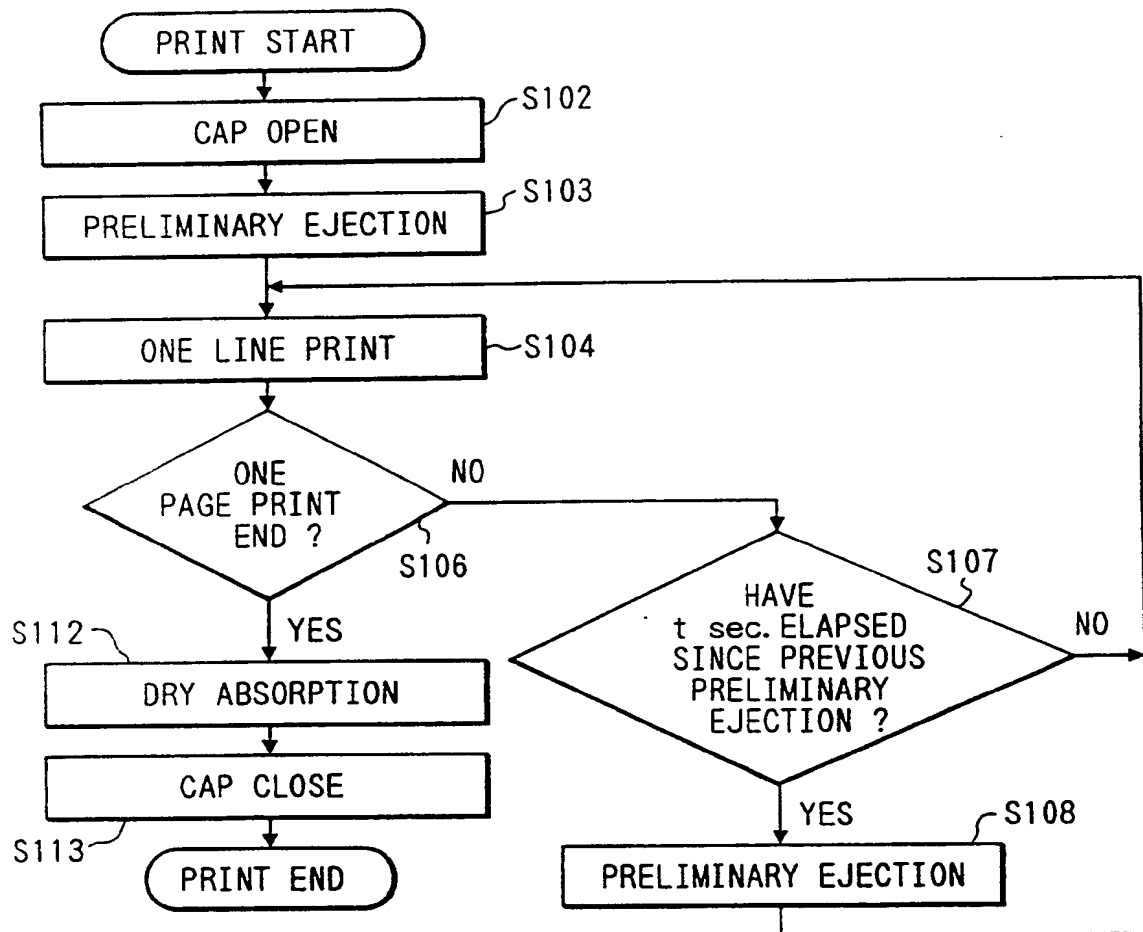 PRINT START
S102
CAP OPEN
S103
PRELIMINARY EJECTION
ONE LINE PRINT
S104
ONE
PAGE PRINT
END ?
NO
S106
YES
S107
HAVE
t sec. ELAPSED
SINCE PREVIOUS
PRELIMINARY
EJECTION ?
NO
S112
DRY ABSORPTION
CAP CLOSE
S113
PRINT END
YES
S108
PRELIMINARY EJECTION